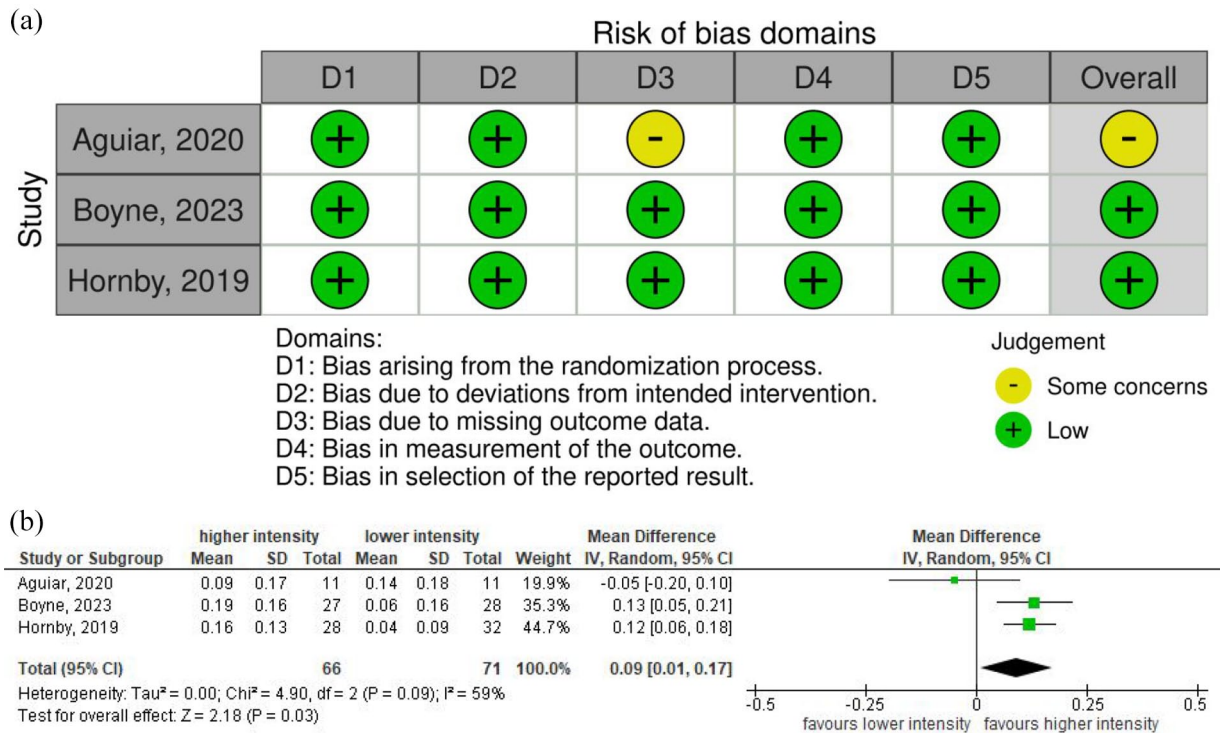 (a)
Risk of bias domains
D1 D2 D3 D4 D5 Overall
Study
Aguiar, 2020 + + - + + -
Boyne, 2023 + + + + + +
Hornby, 2019 + + + + + +
Domains:
D1: Bias arising from the randomization process.
D2: Bias due to deviations from intended intervention.
D3: Bias due to missing outcome data.
D4: Bias in measurement of the outcome.
D5: Bias in selection of the reported result.
Judgement
- Some concerns
+ Low
(b)
higher intensity lower intensity Mean Difference Mean Difference
Study or Subgroup Mean SD Total Mean SD Total Weight IV, Random, 95% CI IV, Random, 95% CI
Aguiar, 2020 0.09 0.17 11 0.14 0.18 11 19.9% -0.05 [-0.20, 0.10]
Boyne, 2023 0.19 0.16 27 0.06 0.16 28 35.3% 0.13 [0.05, 0.21]
Hornby, 2019 0.16 0.13 28 0.04 0.09 32 44.7% 0.12 [0.06, 0.18]
Total (95% CI) 66 71 100.0% 0.09 [0.01, 0.17]
Heterogeneity: Tau² = 0.00; Chi² = 4.90, df = 2 (P = 0.09); I² = 59%
Test for overall effect: Z = 2.18 (P = 0.03)
-0.5 -0.25 0 0.25 0.5
favours lower intensity favours higher intensity